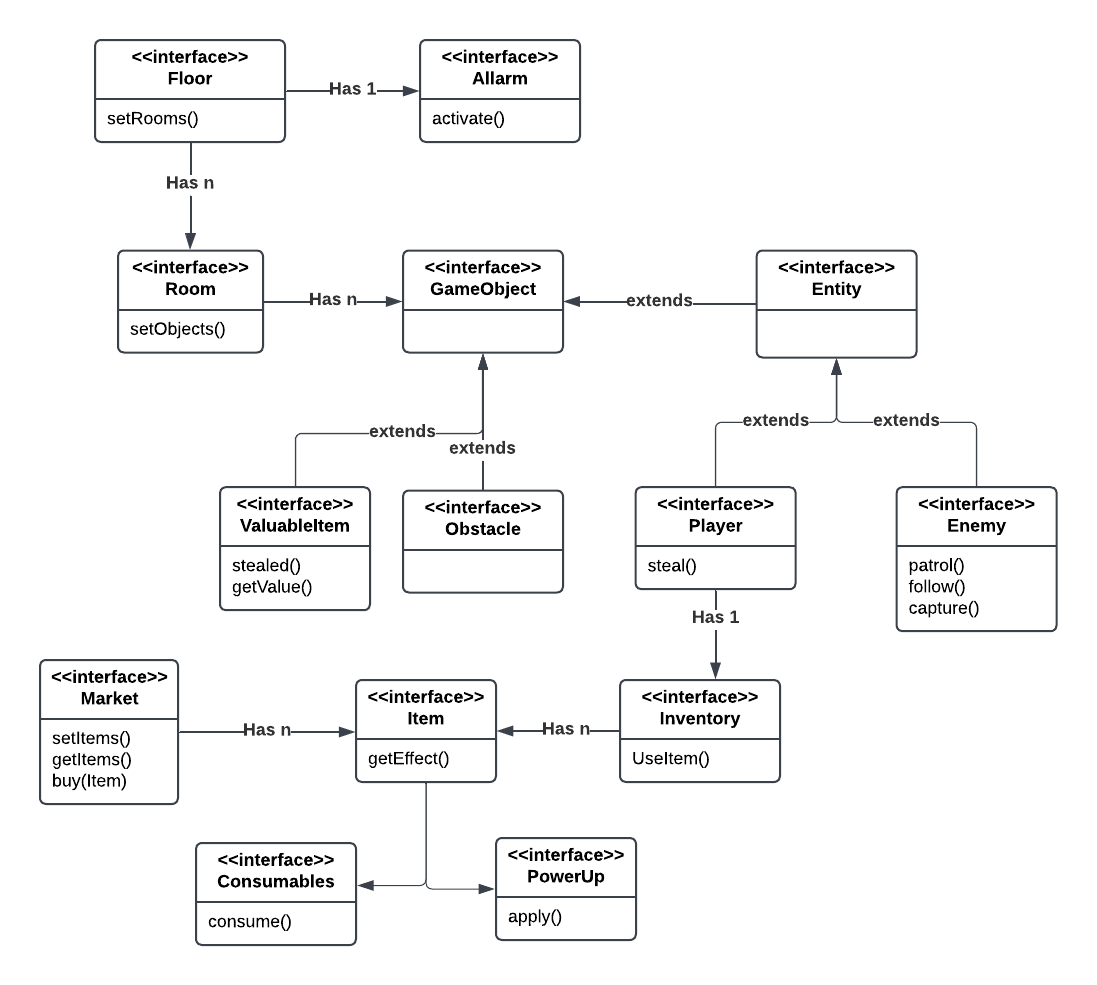 <<interface>>
Floor
setRooms()
Has 1
<<interface>>
Allarm
activate()
Has n
<<interface>>
Room
setObjects()
Has n
<<interface>>
GameObject
extends
<<interface>>
Entity
extends
extends
extends
extends
<<interface>>
ValuableItem
stealed()
getValue()
<<interface>>
Obstacle
<<interface>>
Player
steal()
<<interface>>
Enemy
patrol()
follow()
capture()
Has 1
<<interface>>
Market
setItems()
getItems()
buy(Item)
Has n
<<interface>>
Item
getEffect()
Has n
<<interface>>
Inventory
UseItem()
<<interface>>
Consumables
consume()
<<interface>>
PowerUp
apply()